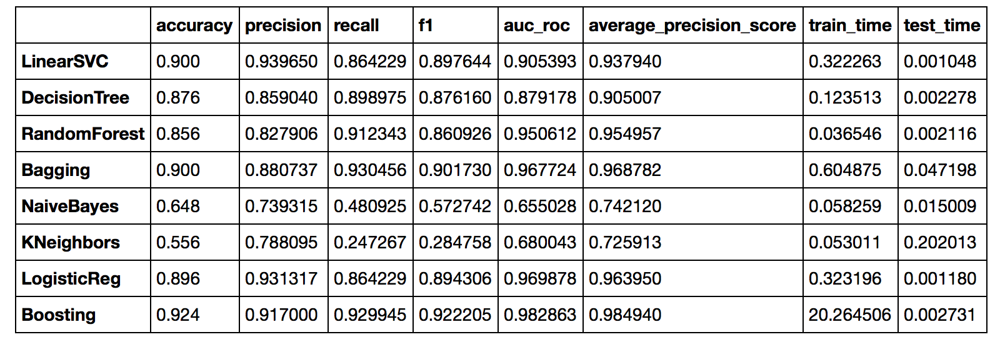 accuracy precision recall f1 auc_roc average_precision_score train_time test_time
LinearSVC 0.900 0.939650 0.864229 0.897644 0.905393 0.937940 0.322263 0.001048
DecisionTree 0.876 0.859040 0.898975 0.876160 0.879178 0.905007 0.123513 0.002278
RandomForest 0.856 0.827906 0.912343 0.860926 0.950612 0.954957 0.036546 0.002116
Bagging 0.900 0.880737 0.930456 0.901730 0.967724 0.968782 0.604875 0.047198
NaiveBayes 0.648 0.739315 0.480925 0.572742 0.655028 0.742120 0.058259 0.015009
KNeighbors 0.556 0.788095 0.247267 0.284758 0.680043 0.725913 0.053011 0.202013
LogisticReg 0.896 0.931317 0.864229 0.894306 0.969878 0.963950 0.323196 0.001180
Boosting 0.924 0.917000 0.929945 0.922205 0.982863 0.984940 20.264506 0.002731